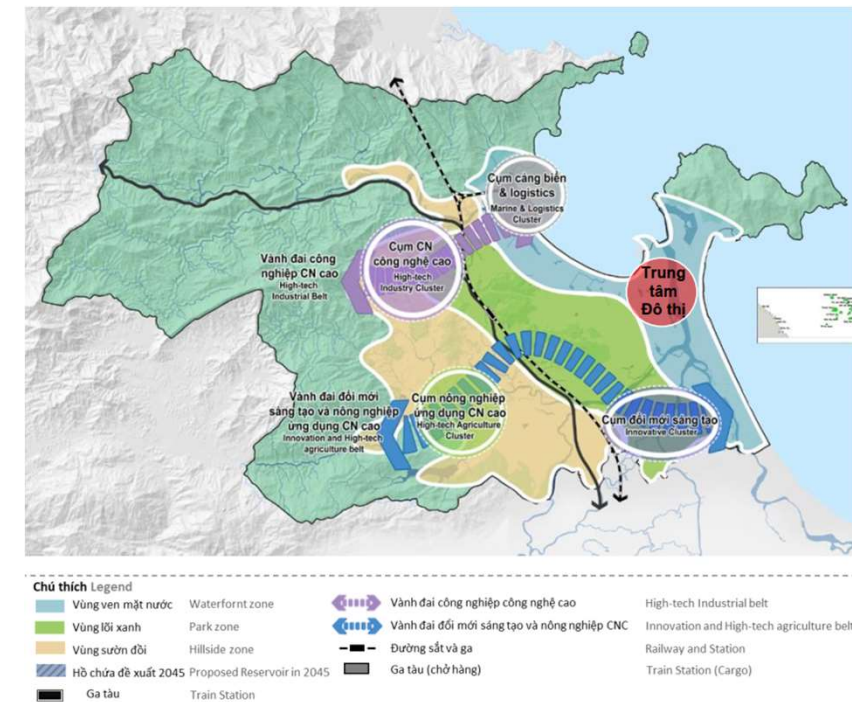 Cụm cảng biển
& logistics
Marine & Logistics
Cluster
Cụm CN
công nghệ cao
High-tech
Industry Cluster
Vành đai công
nghiệp CN cao
High-tech
Industrial Belt
Trung
tâm
Đô thị
Vành đai đổi mới
sáng tạo và nông nghiệp
ứng dụng CN cao
Innovation and High-tech
agriculture belt
Cụm nông nghiệp
ứng dụng CN cao
High-tech Agriculture
Cluster
Cụm đổi mới sáng tạo
Innovative Cluster
Chú thích Legend
Vùng ven mặt nước Waterfornt zone
Vùng lõi xanh Park zone
Vùng sườn đồi Hillside zone
Hồ chứa đề xuất 2045 Proposed Reservoir in 2045
Ga tàu Train Station
Vành đai công nghiệp công nghệ cao High-tech Industrial belt
Vành đai đổi mới sáng tạo và nông nghiệp CNC Innovation and High-tech agriculture belt
Đường sắt và ga Railway and Station
Ga tàu (chở hàng) Train Station (Cargo)